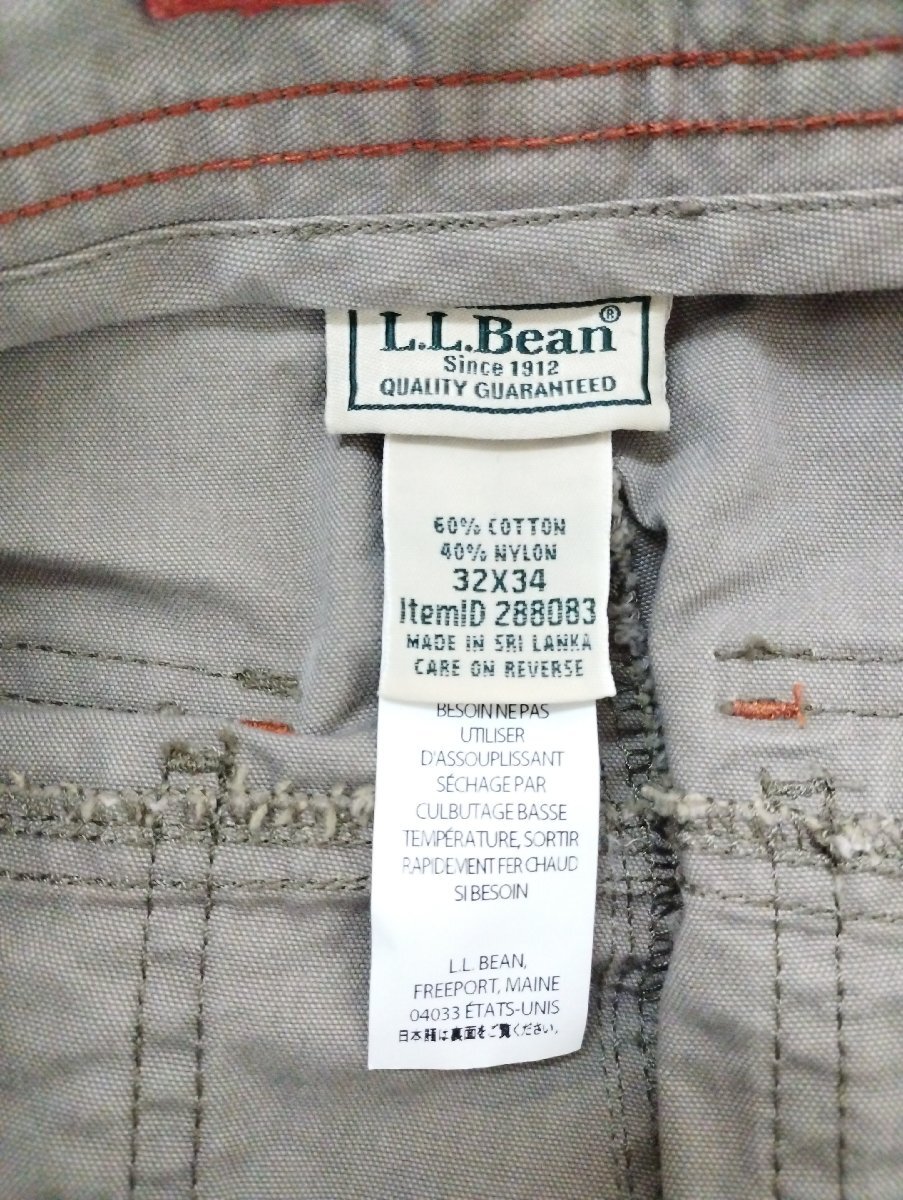 L.L.Bean®
Since 1912
QUALITY GUARANTEED
60% COTTON
40% NYLON
32X34
ItemID 288083
MADE IN SRI LANKA
CARE ON REVERSE
BESOIN NE PAS
UTILISER
D'ASSOUPLISSANT
SÉCHAGE PAR
CULBUTAGE BASSE
TEMPÉRATURE, SORTIR
RAPIDEMENT FER CHAUD
SI BESOIN
L.L. BEAN,
FREEPORT, MAINE
04033 ÉTATS-UNIS
日本語は裏面をご覧ください。